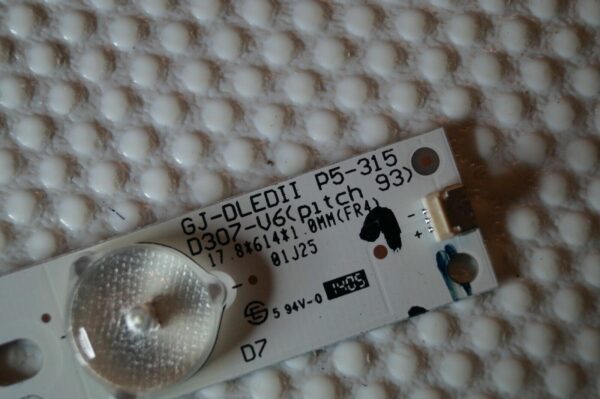 GJ-DLEDII P5-315
D307-V6(pitch 93)
17.8*614*1.0MM(FR4)
01J25
5 94V-0 1405
D7
- +